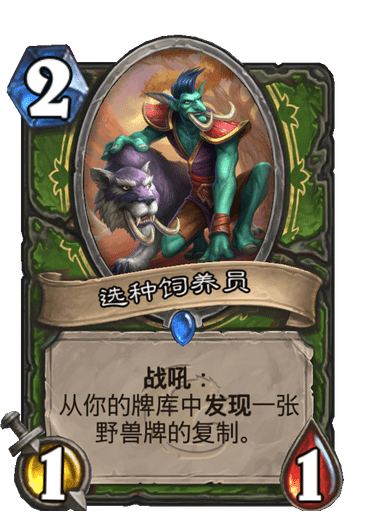 2
选种饲养员
战吼：
从你的牌库中发现一张
野兽牌的复制。
1
1